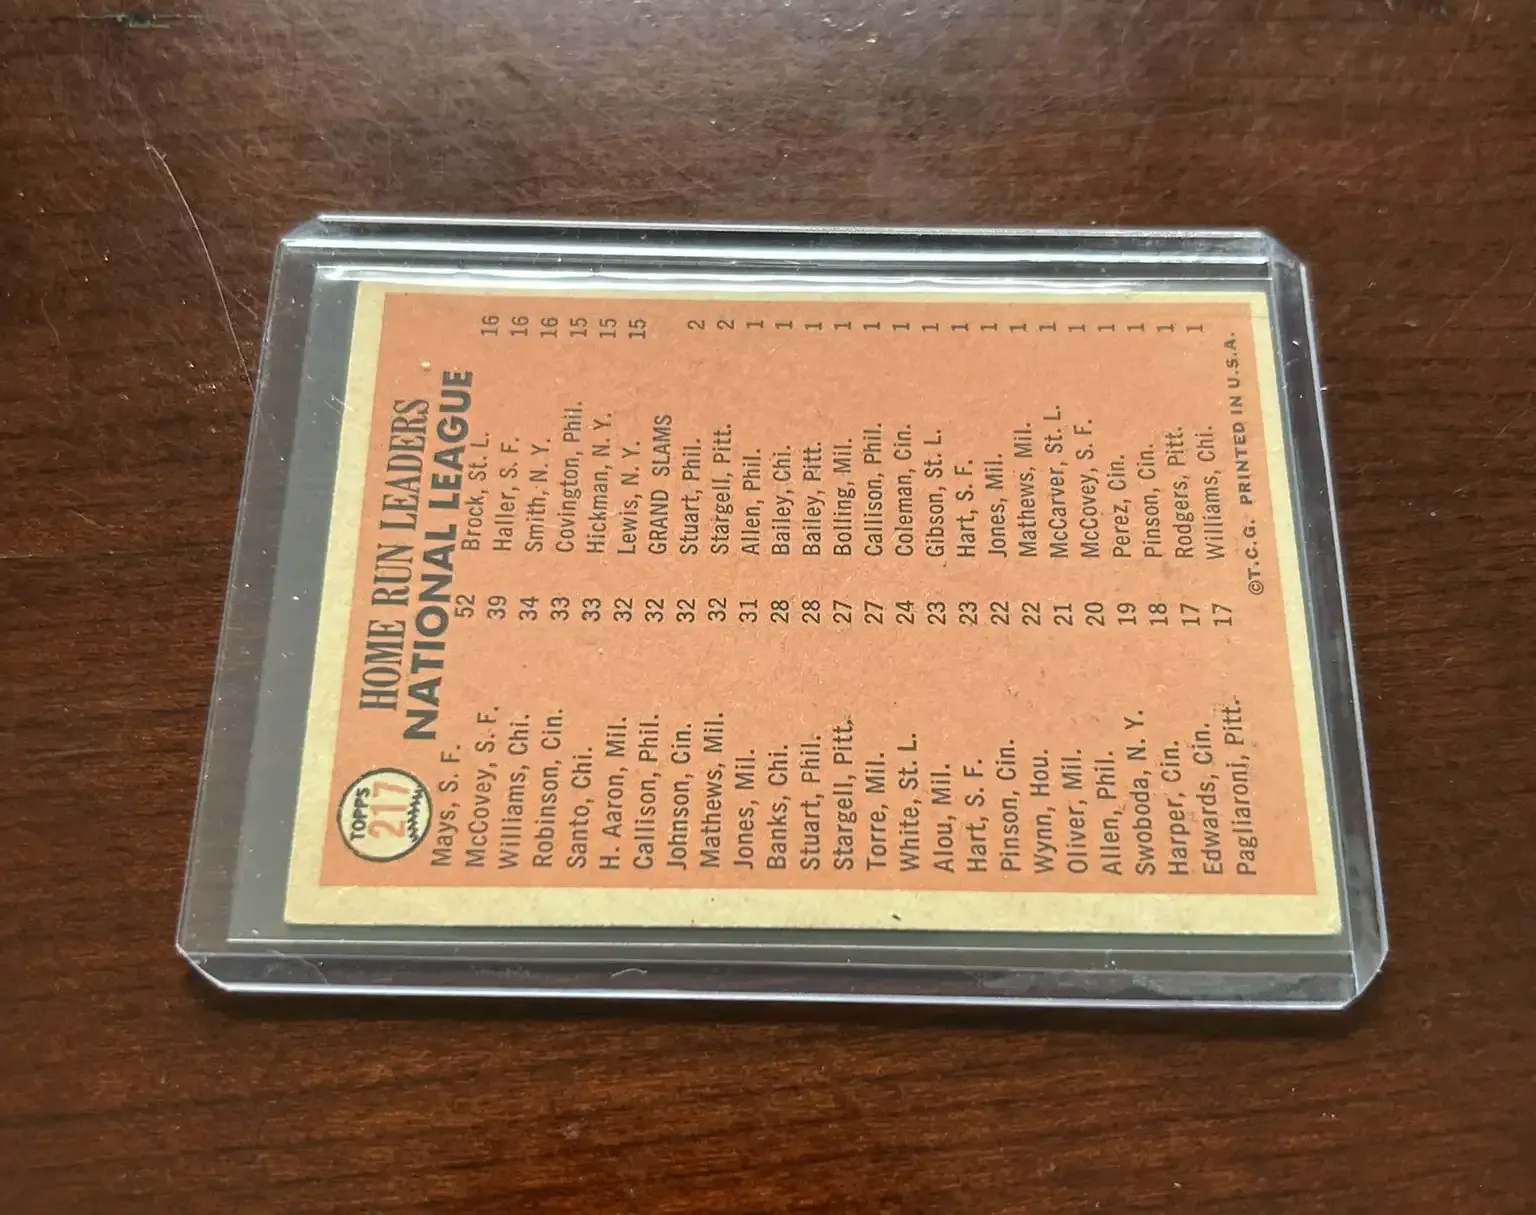 TOPPS
217
HOME RUN LEADERS
NATIONAL LEAGUE
Mays, S. F. 52
McCovey, S. F. 39
Williams, Chi. 34
Robinson, Cin. 33
Santo, Chi. 33
H. Aaron, Mil. 32
Callison, Phil. 32
Johnson, Cin. 32
Mathews, Mil. 32
Jones, Mil. 31
Banks, Chi. 28
Stuart, Phil. 28
Stargell, Pitt. 27
Torre, Mil. 27
White, St. L. 24
Alou, Mil. 23
Hart, S. F. 23
Pinson, Cin. 22
Wynn, Hou. 22
Oliver, Mil. 21
Allen, Phil. 20
Swoboda, N. Y. 19
Harper, Cin. 18
Edwards, Cin. 17
Pagliaroni, Pitt. 17
Brock, St. L. 16
Haller, S. F. 16
Smith, N. Y. 16
Covington, Phil. 15
Hickman, N. Y. 15
Lewis, N. Y. 15
GRAND SLAMS
Stuart, Phil. 2
Stargell, Pitt. 2
Allen, Phil. 1
Bailey, Chi. 1
Bailey, Pitt. 1
Bolling, Mil. 1
Callison, Phil. 1
Coleman, Cin. 1
Gibson, St. L. 1
Hart, S. F. 1
Jones, Mil. 1
Mathews, Mil. 1
McCarver, St. L. 1
McCovey, S. F. 1
Perez, Cin. 1
Pinson, Cin. 1
Rodgers, Pitt. 1
Williams, Chi. 1
©T.C.G. PRINTED IN U.S.A.